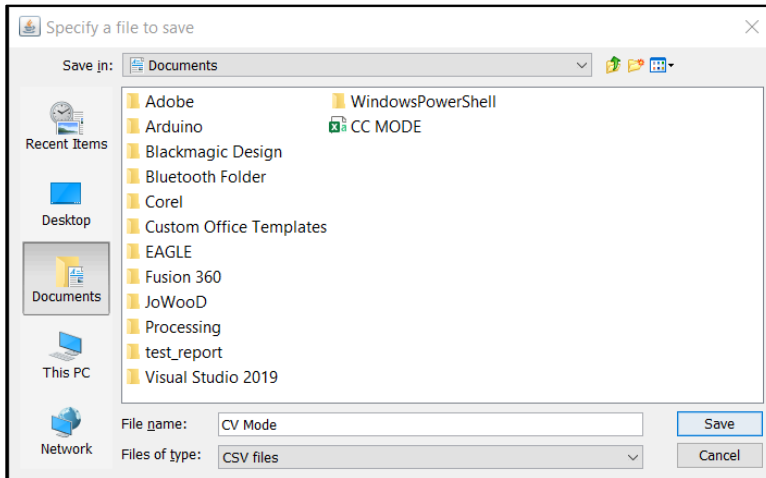 Specify a file to save
Save in: Documents
Recent Items
Desktop
Documents
This PC
Network
Adobe
Arduino
Blackmagic Design
Bluetooth Folder
Corel
Custom Office Templates
EAGLE
Fusion 360
JoWooD
Processing
test_report
Visual Studio 2019
WindowsPowerShell
CC MODE
File name: CV Mode
Save
Files of type: CSV files
Cancel